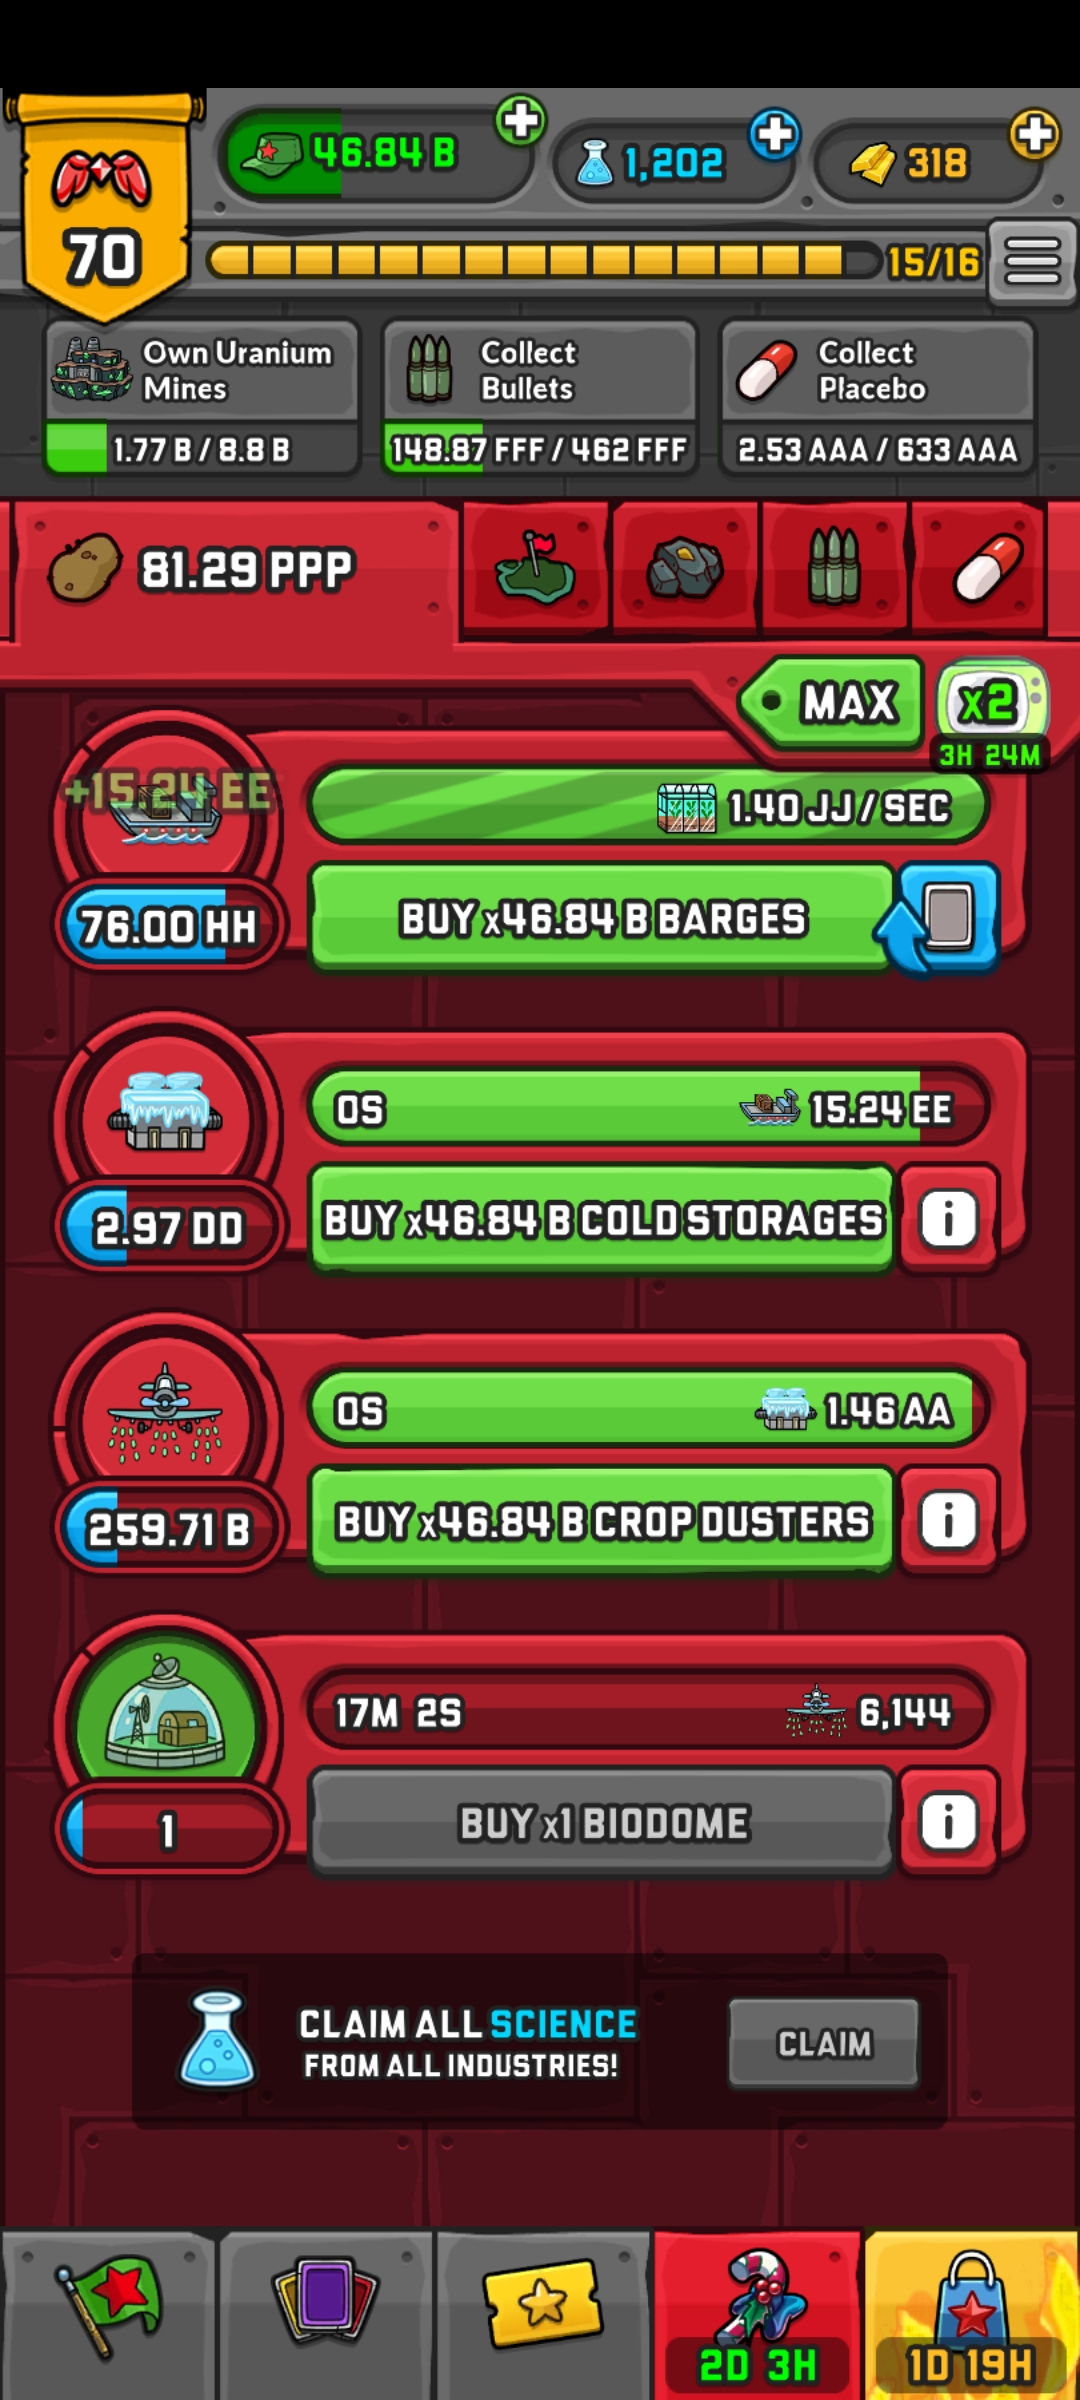 46.84 B
1,202
318
70
15/16
Own Uranium
Mines
1.77 B / 8.8 B
Collect
Bullets
148.87 FFF / 462 FFF
Collect
Placebo
2.53 AAA / 633 AAA
81.29 PPP
MAX
x2
3H 24M
+15.24 EE
1.40 JJ / SEC
76.00 HH
BUY x46.84 B BARGES
0S
15.24 EE
2.97 DD
BUY x46.84 B COLD STORAGES
i
0S
1.46 AA
259.71 B
BUY x46.84 B CROP DUSTERS
i
17M 2S
6,144
1
BUY x1 BIODOME
i
CLAIM ALL SCIENCE
FROM ALL INDUSTRIES!
CLAIM
2D 3H
1D 19H